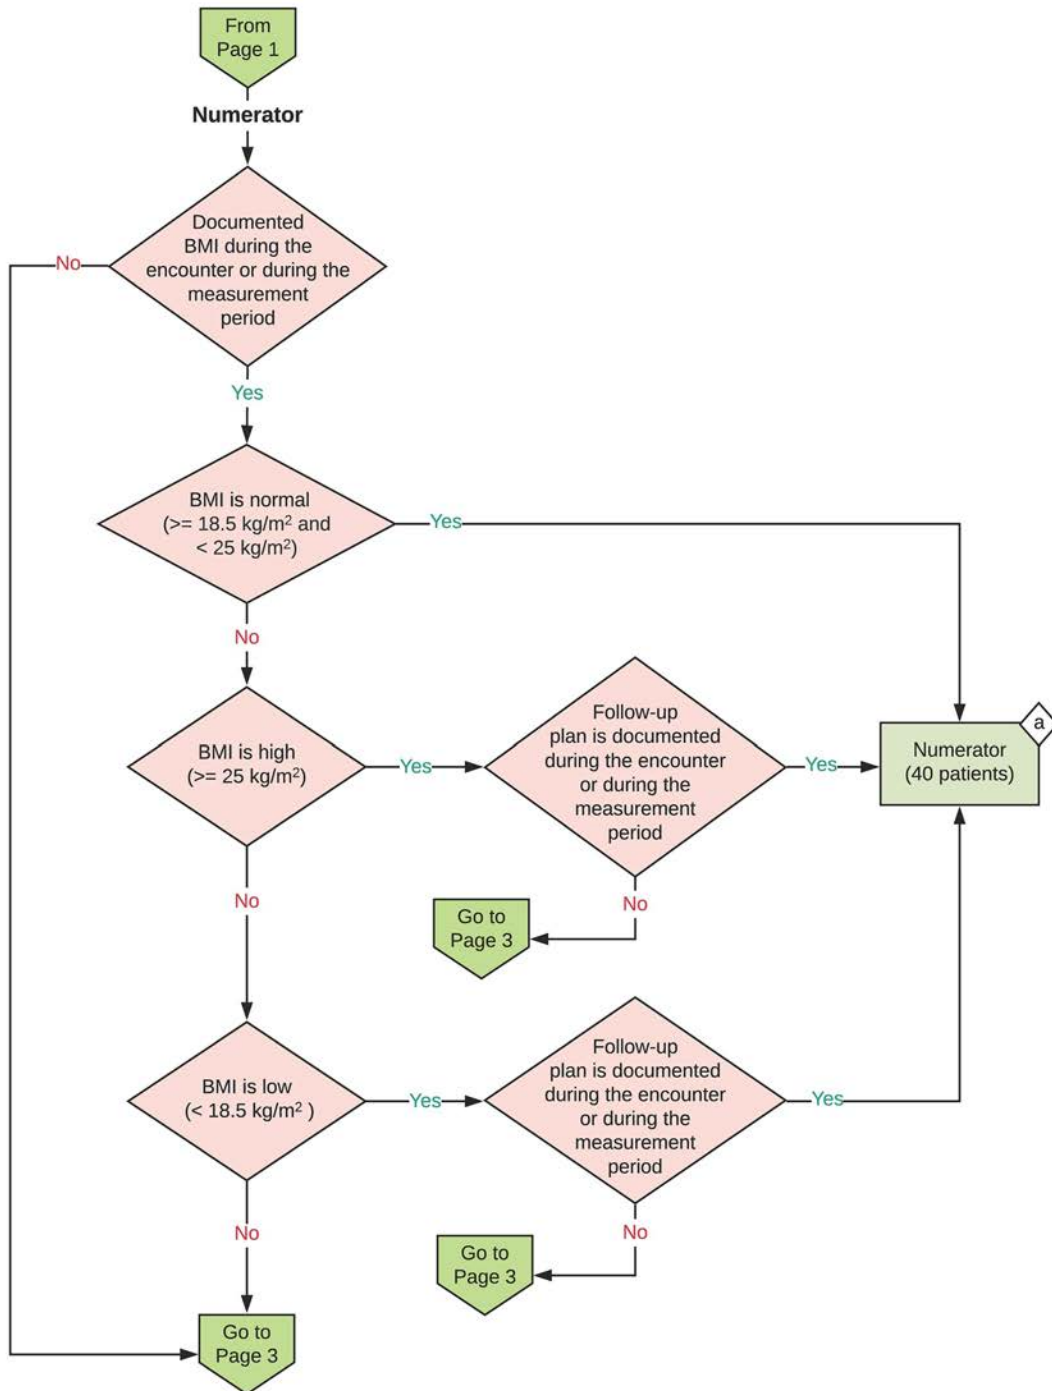 From
Page 1
Numerator
Documented
BMI during the
encounter or during the
measurement
period
No
Yes
BMI is normal
(>= 18.5 kg/m² and
< 25 kg/m²)
Yes
No
BMI is high
(>= 25 kg/m²)
Yes
Follow-up
plan is documented
during the encounter
or during the
measurement
period
Yes
a
Numerator
(40 patients)
No
No
Go to
Page 3
BMI is low
(< 18.5 kg/m² )
Yes
Follow-up
plan is documented
during the encounter
or during the
measurement
period
Yes
No
No
Go to
Page 3
Go to
Page 3